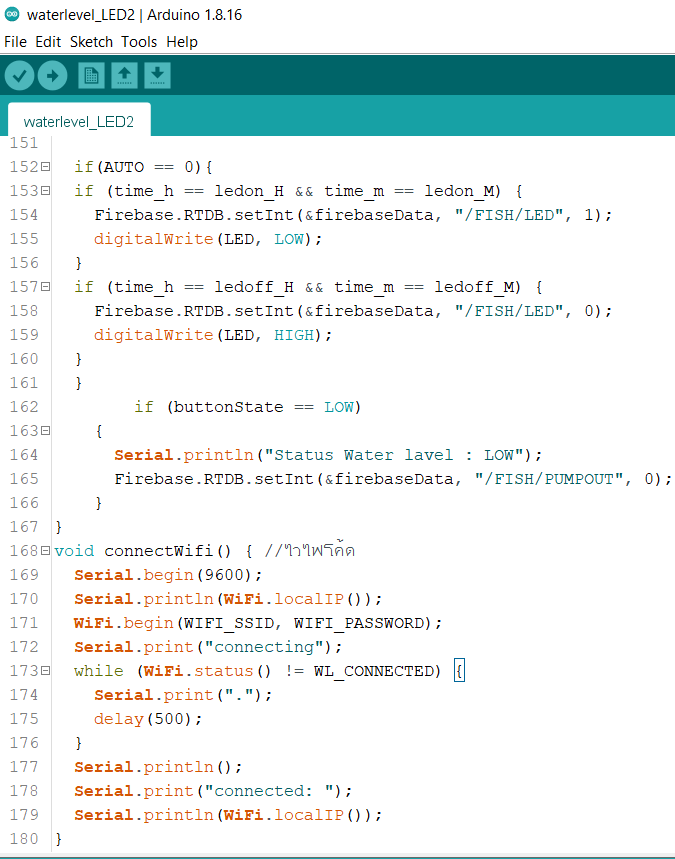 waterlevel_LED2 | Arduino 1.8.16
File Edit Sketch Tools Help
waterlevel_LED2
151
152 if(AUTO == 0){
153 if (time_h == ledon_H && time_m == ledon_M) {
154 Firebase.RTDB.setInt(&firebaseData, "/FISH/LED", 1);
155 digitalWrite(LED, LOW);
156 }
157 if (time_h == ledoff_H && time_m == ledoff_M) {
158 Firebase.RTDB.setInt(&firebaseData, "/FISH/LED", 0);
159 digitalWrite(LED, HIGH);
160 }
161 }
162 if (buttonState == LOW)
163 {
164 Serial.println("Status Water lavel : LOW");
165 Firebase.RTDB.setInt(&firebaseData, "/FISH/PUMPOUT", 0);
166 }
167 }
168 void connectWifi() { //ไวไฟโค้ด
169 Serial.begin(9600);
170 Serial.println(WiFi.localIP());
171 WiFi.begin(WIFI_SSID, WIFI_PASSWORD);
172 Serial.print("connecting");
173 while (WiFi.status() != WL_CONNECTED) {
174 Serial.print(".");
175 delay(500);
176 }
177 Serial.println();
178 Serial.print("connected: ");
179 Serial.println(WiFi.localIP());
180 }